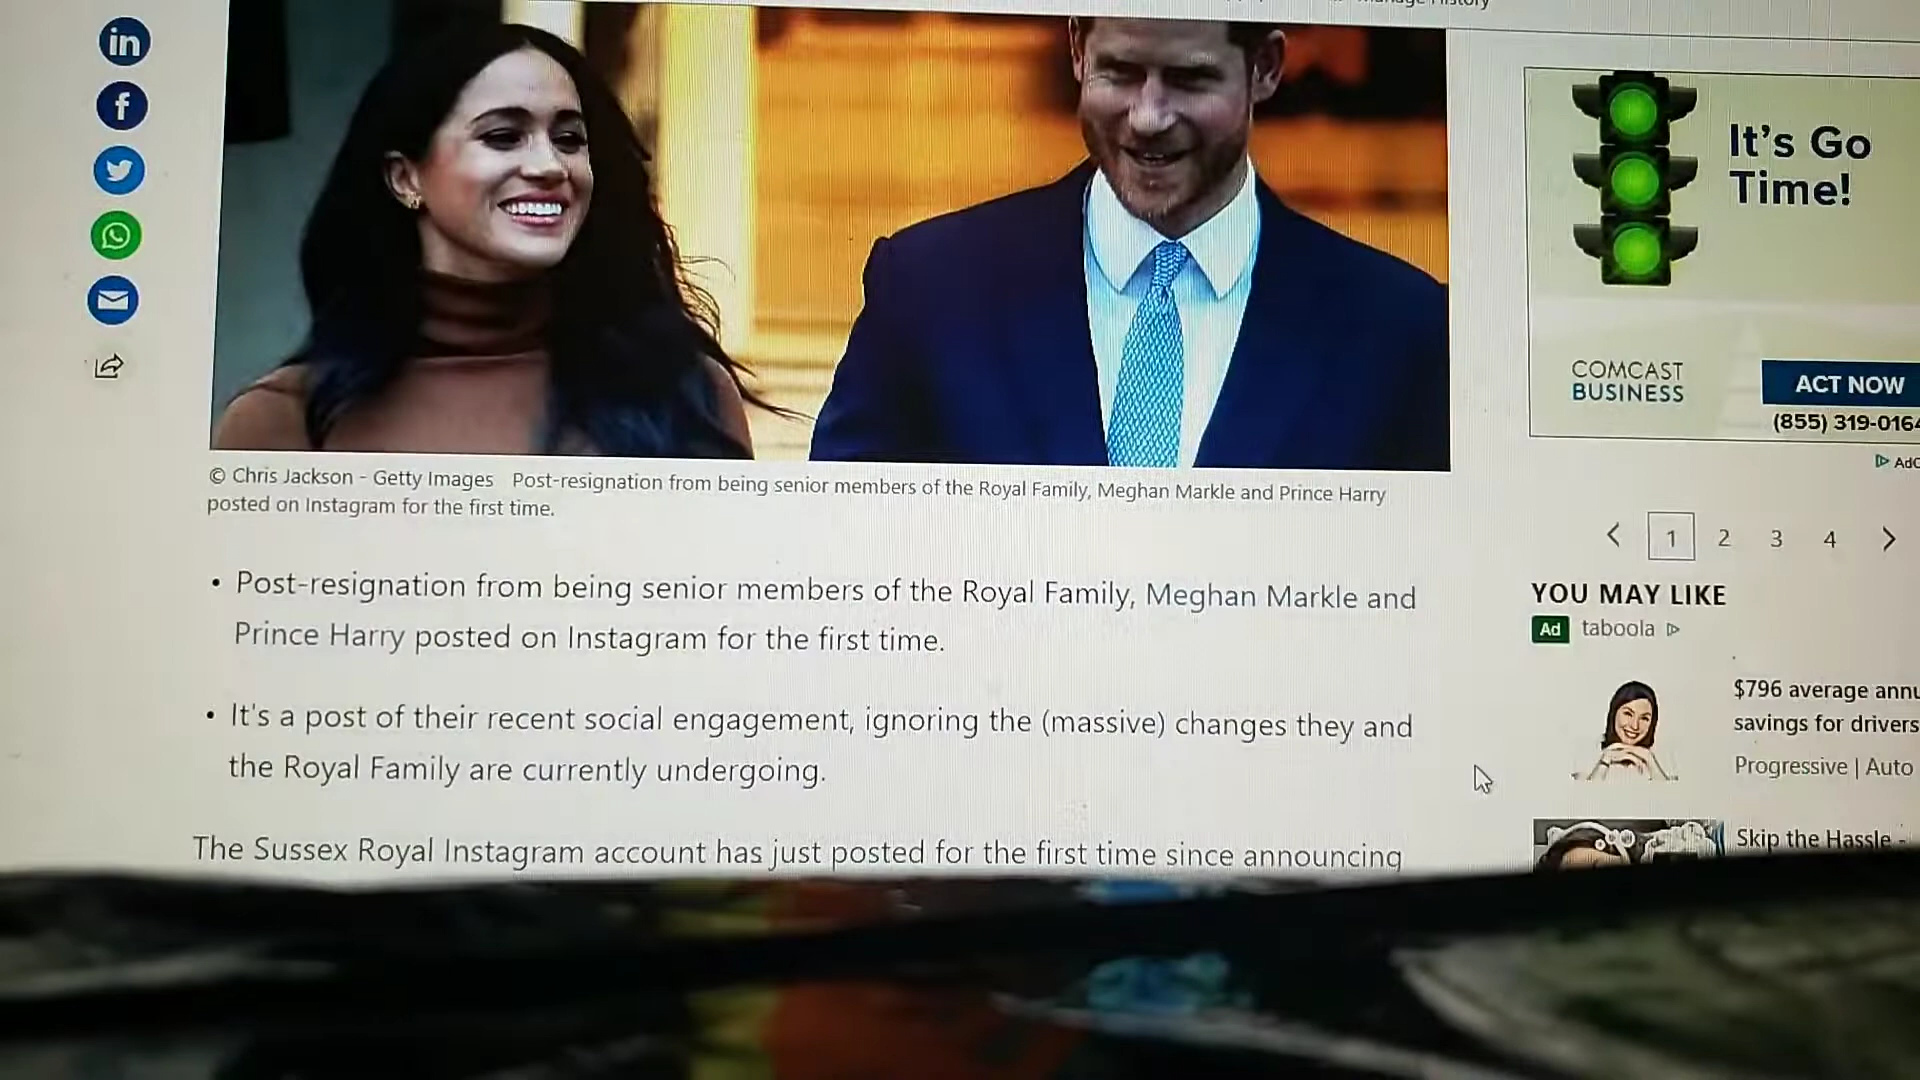 in
f
It's Go
Time!
COMCAST
BUSINESS
ACT NOW
(855) 319-0164
© Chris Jackson - Getty Images Post-resignation from being senior members of the Royal Family, Meghan Markle and Prince Harry
posted on Instagram for the first time.
1 2 3 4
• Post-resignation from being senior members of the Royal Family, Meghan Markle and
Prince Harry posted on Instagram for the first time.
• It's a post of their recent social engagement, ignoring the (massive) changes they and
the Royal Family are currently undergoing.
The Sussex Royal Instagram account has just posted for the first time since announcing
YOU MAY LIKE
Ad taboola
$796 average annu
savings for drivers
Progressive | Auto
Skip the Hassle -